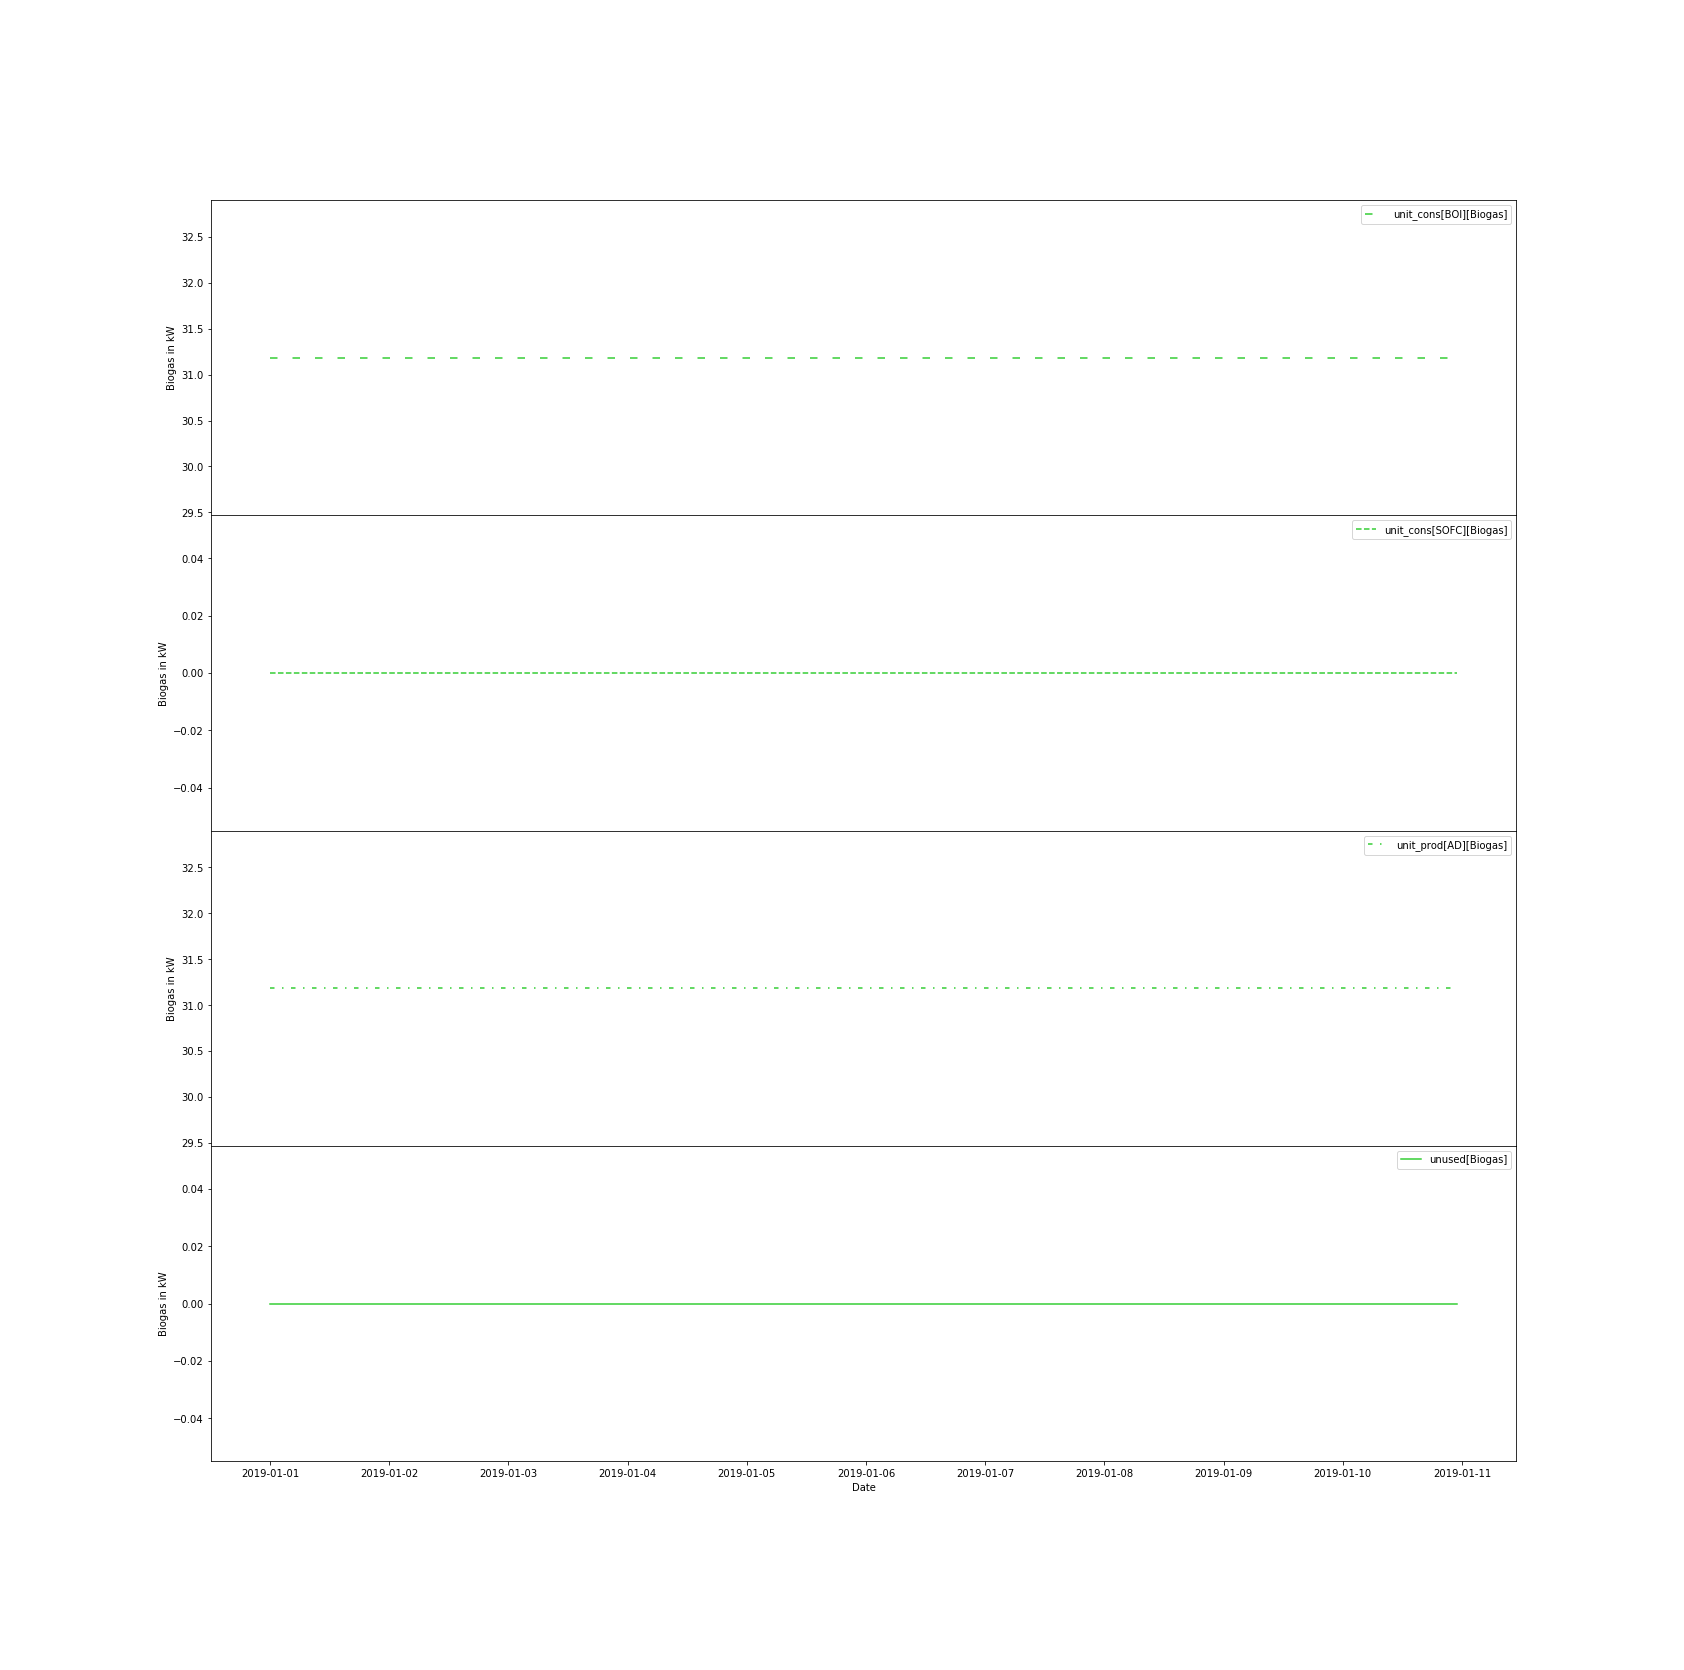 unit_cons[BOI][Biogas]
32.5
32.0
31.5
31.0
30.5
30.0
29.5
Biogas in kW
unit_cons[SOFC][Biogas]
0.04
0.02
0.00
−0.02
−0.04
Biogas in kW
unit_prod[AD][Biogas]
32.5
32.0
31.5
31.0
30.5
30.0
29.5
Biogas in kW
unused[Biogas]
0.04
0.02
0.00
−0.02
−0.04
Biogas in kW
2019-01-01 2019-01-02 2019-01-03 2019-01-04 2019-01-05 2019-01-06 2019-01-07 2019-01-08 2019-01-09 2019-01-10 2019-01-11
Date